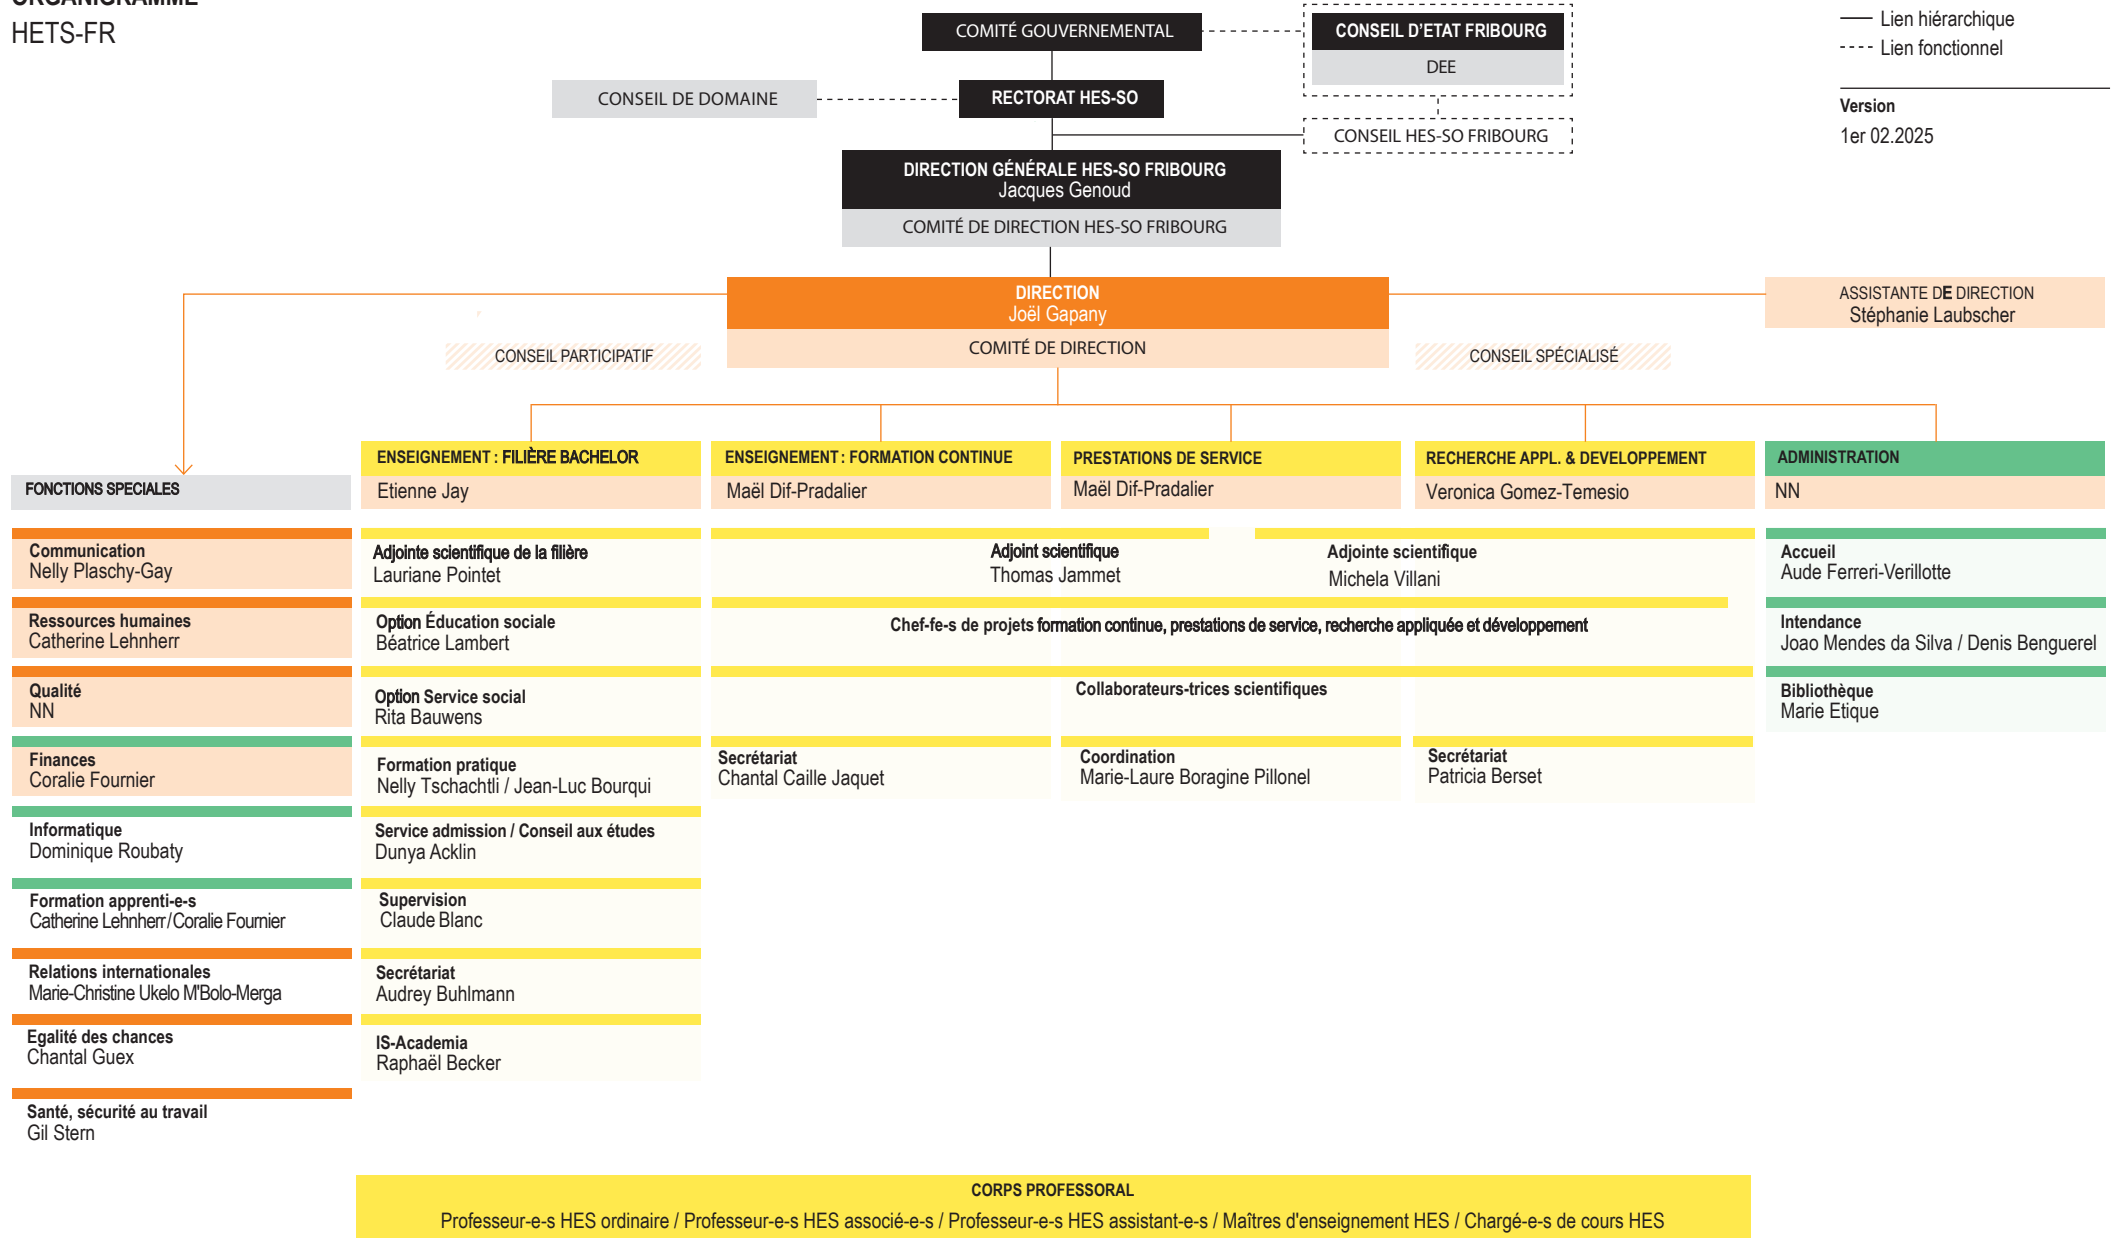 ORGANIGRAMME
HETS-FR
COMITÉ GOUVERNEMENTAL
CONSEIL D'ETAT FRIBOURG
DEE
Lien hiérarchique
Lien fonctionnel
CONSEIL DE DOMAINE
RECTORAT HES-SO
CONSEIL HES-SO FRIBOURG
Version
1er 02.2025
DIRECTION GÉNÉRALE HES-SO FRIBOURG
Jacques Genoud
COMITÉ DE DIRECTION HES-SO FRIBOURG
DIRECTION
Joël Gapany
COMITÉ DE DIRECTION
ASSISTANTE DE DIRECTION
Stéphanie Laubscher
CONSEIL PARTICIPATIF
CONSEIL SPÉCIALISÉ
FONCTIONS SPECIALES
Communication
Nelly Plaschy-Gay
Ressources humaines
Catherine Lehnherr
Qualité
NN
Finances
Coralie Fournier
Informatique
Dominique Roubaty
Formation apprenti-e-s
Catherine Lehnherr/Coralie Fournier
Relations internationales
Marie-Christine Ukelo M'Bolo-Merga
Egalité des chances
Chantal Guex
Santé, sécurité au travail
Gil Stern
ENSEIGNEMENT : FILIÈRE BACHELOR
Etienne Jay
Adjointe scientifique de la filière
Lauriane Pointet
Option Éducation sociale
Béatrice Lambert
Option Service social
Rita Bauwens
Formation pratique
Nelly Tschachtli / Jean-Luc Bourqui
Service admission / Conseil aux études
Dunya Acklin
Supervision
Claude Blanc
Secrétariat
Audrey Buhlmann
IS-Academia
Raphaël Becker
ENSEIGNEMENT : FORMATION CONTINUE
Maël Dif-Pradalier
PRESTATIONS DE SERVICE
Maël Dif-Pradalier
RECHERCHE APPL. & DEVELOPPEMENT
Veronica Gomez-Temesio
Adjoint scientifique
Thomas Jammet
Adjointe scientifique
Michela Villani
Chef-fe-s de projets formation continue, prestations de service, recherche appliquée et développement
Collaborateurs-trices scientifiques
Secrétariat
Chantal Caille Jaquet
Coordination
Marie-Laure Boragine Pillonel
Secrétariat
Patricia Berset
ADMINISTRATION
NN
Accueil
Aude Ferreri-Verillotte
Intendance
Joao Mendes da Silva / Denis Benguerel
Bibliothèque
Marie Etique
CORPS PROFESSORAL
Professeur-e-s HES ordinaire / Professeur-e-s HES associé-e-s / Professeur-e-s HES assistant-e-s / Maîtres d'enseignement HES / Chargé-e-s de cours HES